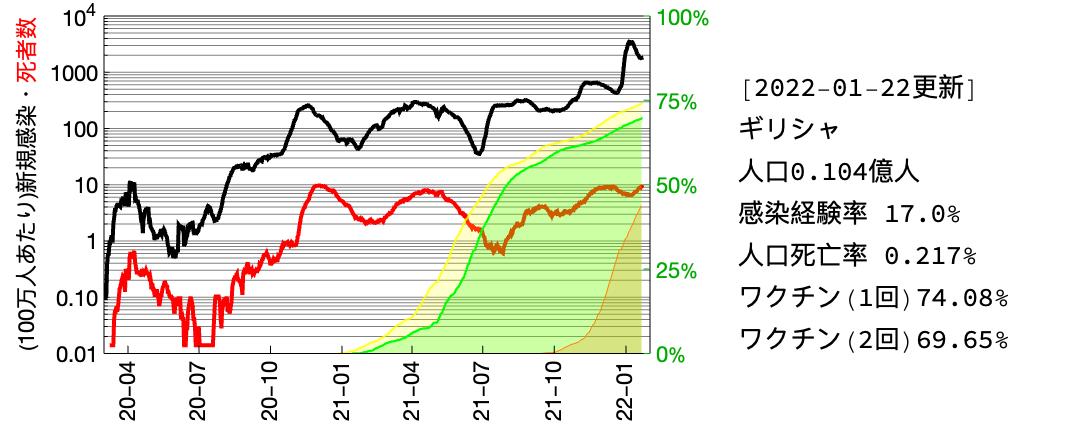 (100万人あたり)新規感染・死者数
10^4
1000
100
10
1
0.10
0.01
100%
75%
50%
25%
0%
20-04
20-07
20-10
21-01
21-04
21-07
21-10
22-01
[2022-01-22更新]
ギリシャ
人口0.104億人
感染経験率 17.0%
人口死亡率 0.217%
ワクチン(1回)74.08%
ワクチン(2回)69.65%